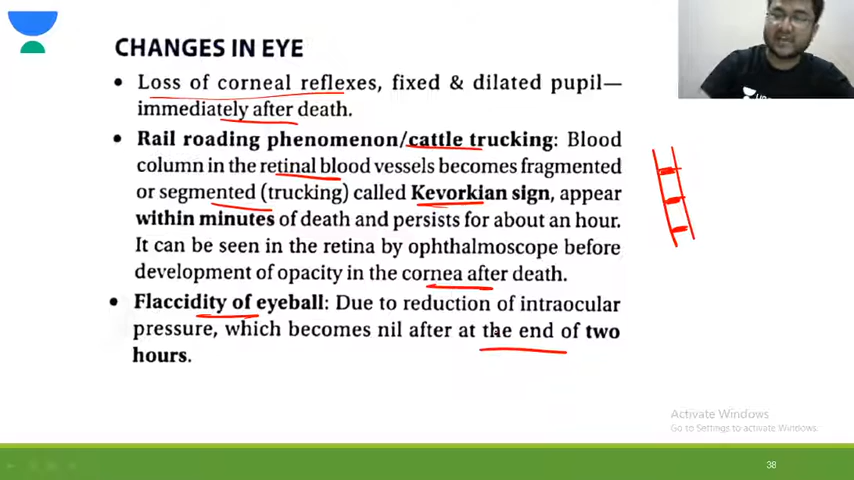 CHANGES IN EYE
• Loss of corneal reflexes, fixed & dilated pupil—
immediately after death.
• Rail roading phenomenon/cattle trucking: Blood
column in the retinal blood vessels becomes fragmented
or segmented (trucking) called Kevorkian sign, appear
within minutes of death and persists for about an hour.
It can be seen in the retina by ophthalmoscope before
development of opacity in the cornea after death.
• Flaccidity of eyeball: Due to reduction of intraocular
pressure, which becomes nil after at the end of two
hours.
Activate Windows
Go to Settings to activate Windows.
38